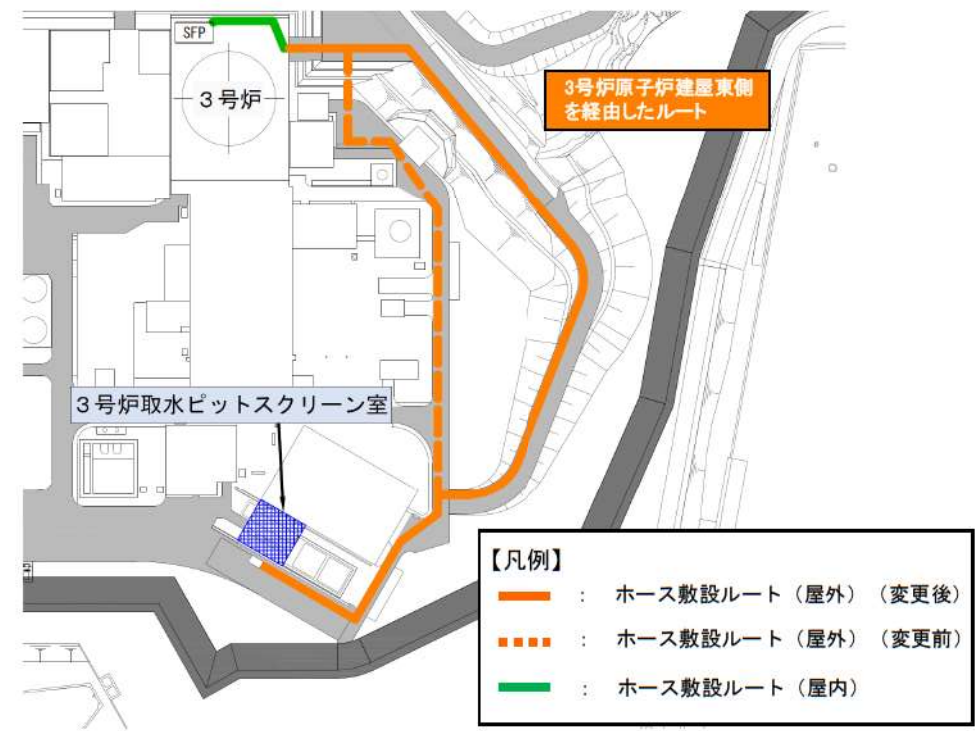 SFP
3号炉
3号炉原子炉建屋東側
を経由したルート
3号炉取水ピットスクリーン室
【凡例】
： ホース敷設ルート（屋外）（変更後）
： ホース敷設ルート（屋外）（変更前）
： ホース敷設ルート（屋内）